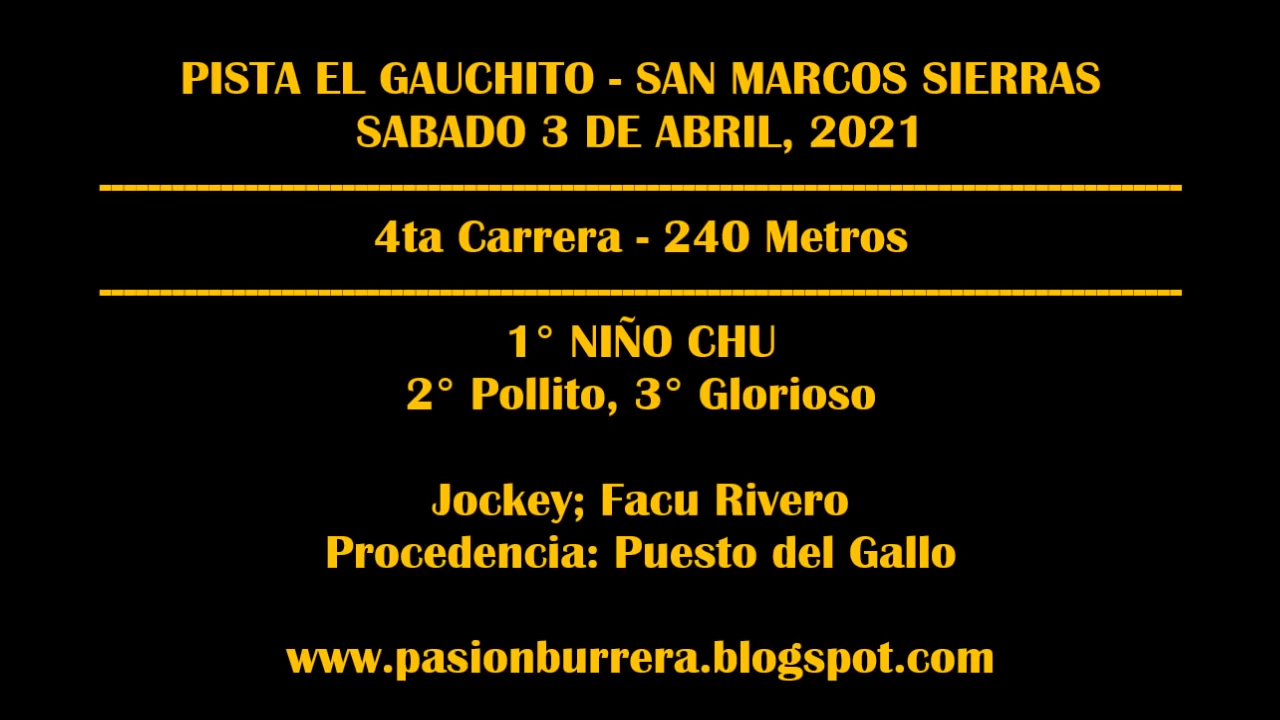 PISTA EL GAUCHITO - SAN MARCOS SIERRAS
SABADO 3 DE ABRIL, 2021
4ta Carrera - 240 Metros
1° NIÑO CHU
2° Pollito, 3° Glorioso
Jockey; Facu Rivero
Procedencia: Puesto del Gallo
www.pasionburrera.blogspot.com